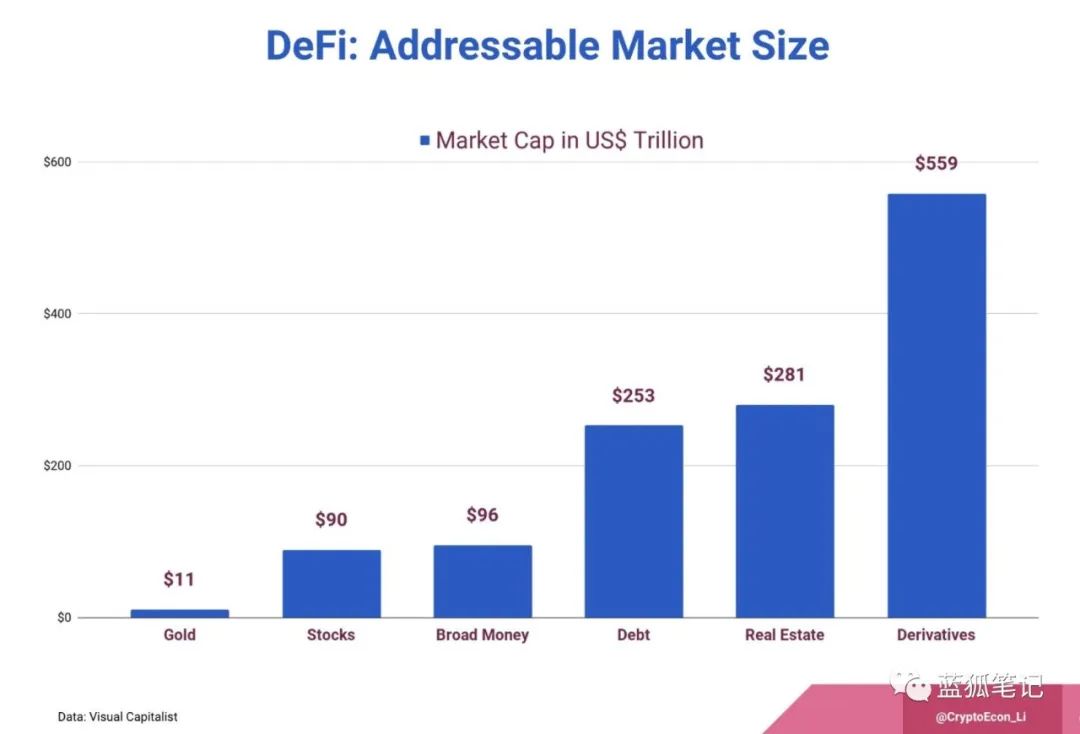 DeFi: Addressable Market Size
Market Cap in US$ Trillion
$600
$559
$400
$281
$253
$200
$96
$90
$11
$0
Gold Stocks Broad Money Debt Real Estate Derivatives
蓝狐笔记
Data: Visual Capitalist
@CryptoEcon_Li